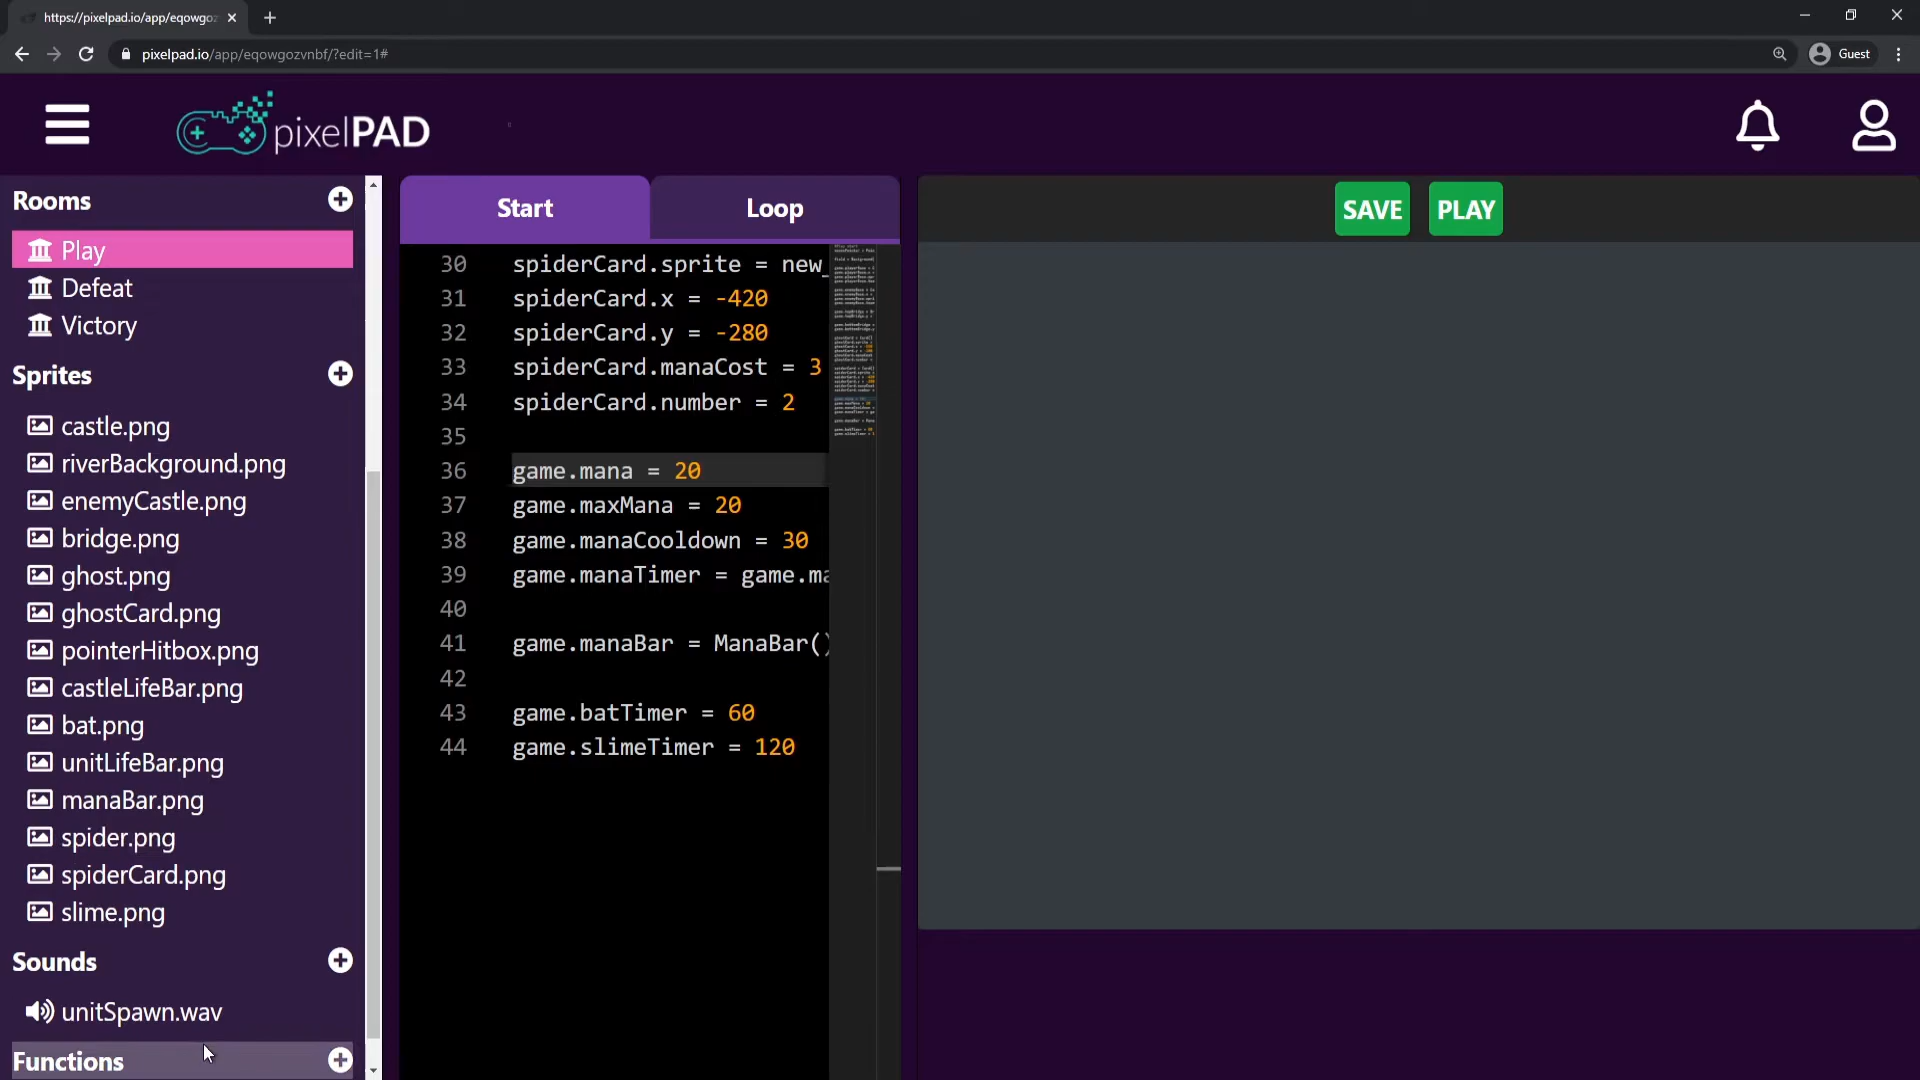 https://pixelpad.io/app/eqowgoz
pixelpad.io/app/eqowgozvnbf/?edit=1#
Guest
pixelPAD
Rooms
Play
Defeat
Victory
Sprites
castle.png
riverBackground.png
enemyCastle.png
bridge.png
ghost.png
ghostCard.png
pointerHitbox.png
castleLifeBar.png
bat.png
unitLifeBar.png
manaBar.png
spider.png
spiderCard.png
slime.png
Sounds
unitSpawn.wav
Functions
Start
Loop
30 spiderCard.sprite = new_
31 spiderCard.x = -420
32 spiderCard.y = -280
33 spiderCard.manaCost = 3
34 spiderCard.number = 2
35
36 game.mana = 20
37 game.maxMana = 20
38 game.manaCooldown = 30
39 game.manaTimer = game.ma
40
41 game.manaBar = ManaBar()
42
43 game.batTimer = 60
44 game.slimeTimer = 120
SAVE
PLAY